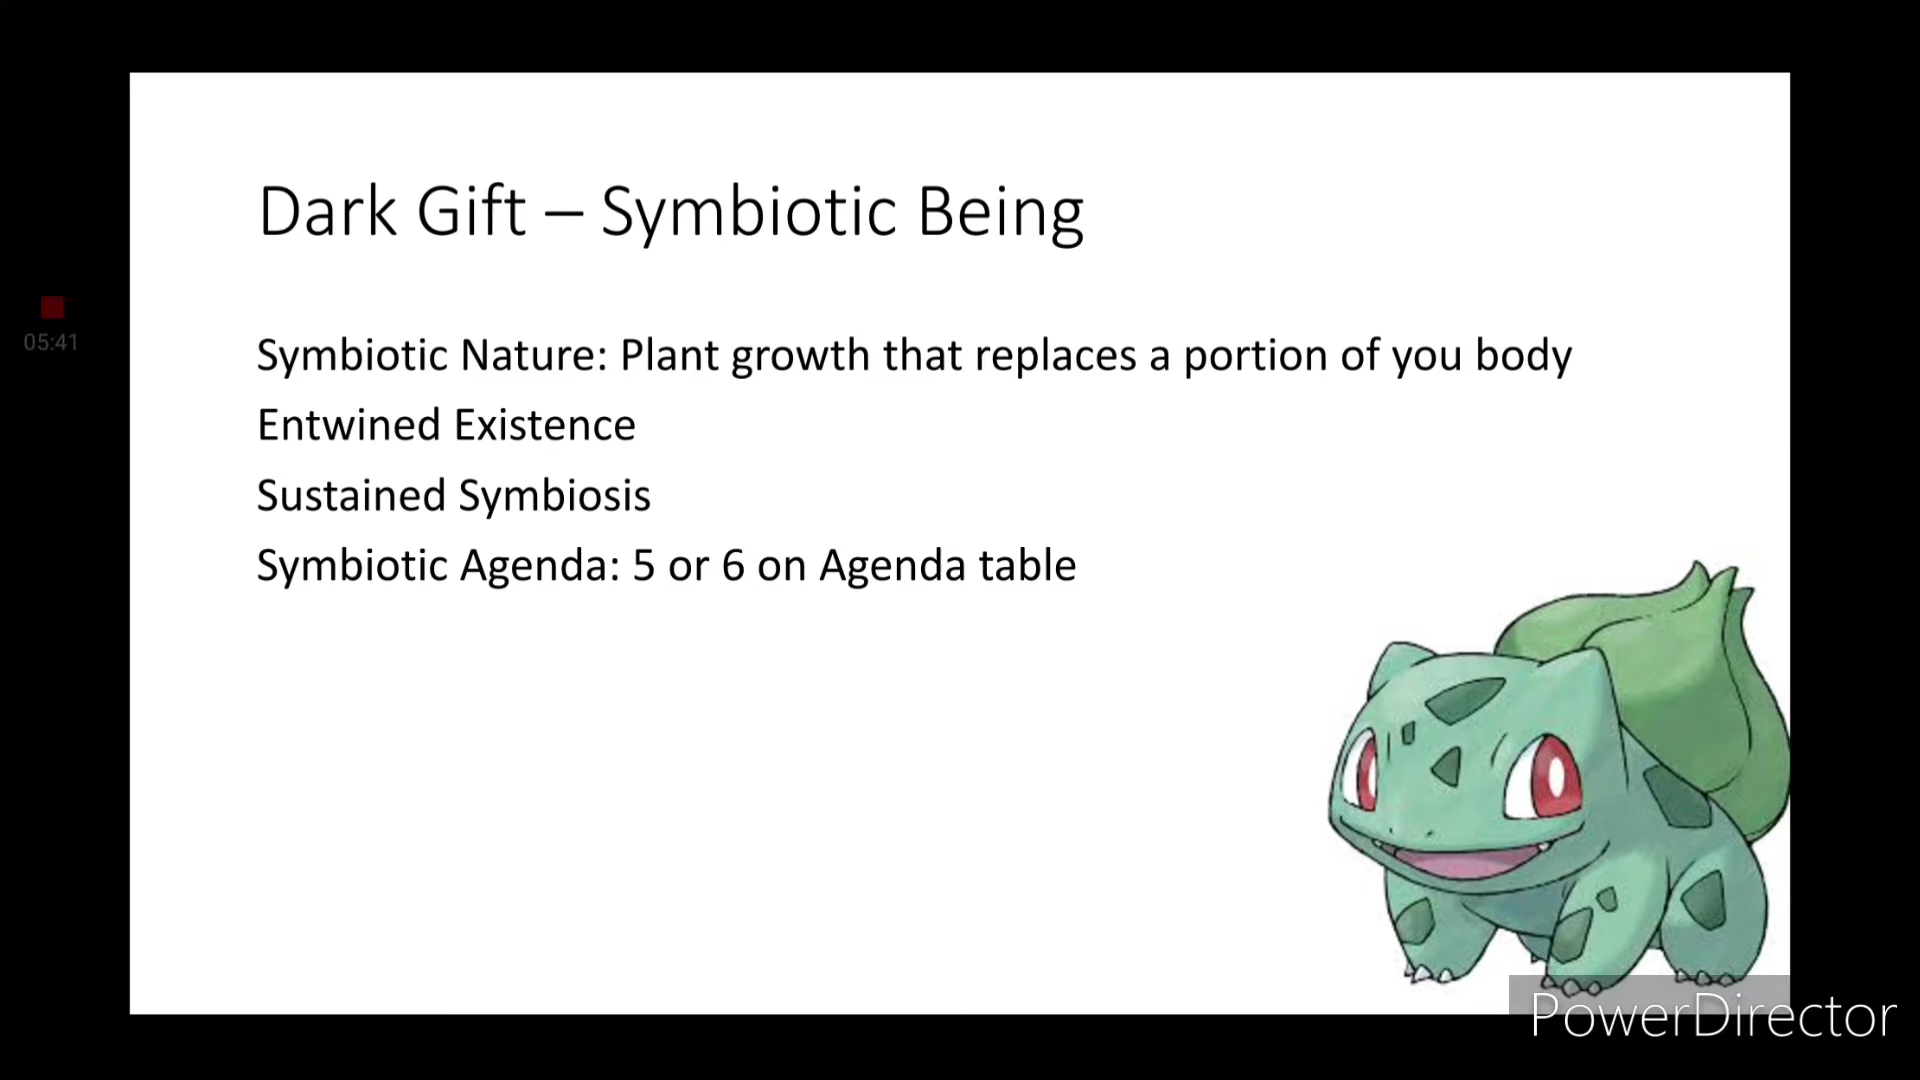 Dark Gift – Symbiotic Being
05:41
Symbiotic Nature: Plant growth that replaces a portion of you body
Entwined Existence
Sustained Symbiosis
Symbiotic Agenda: 5 or 6 on Agenda table
PowerDirector